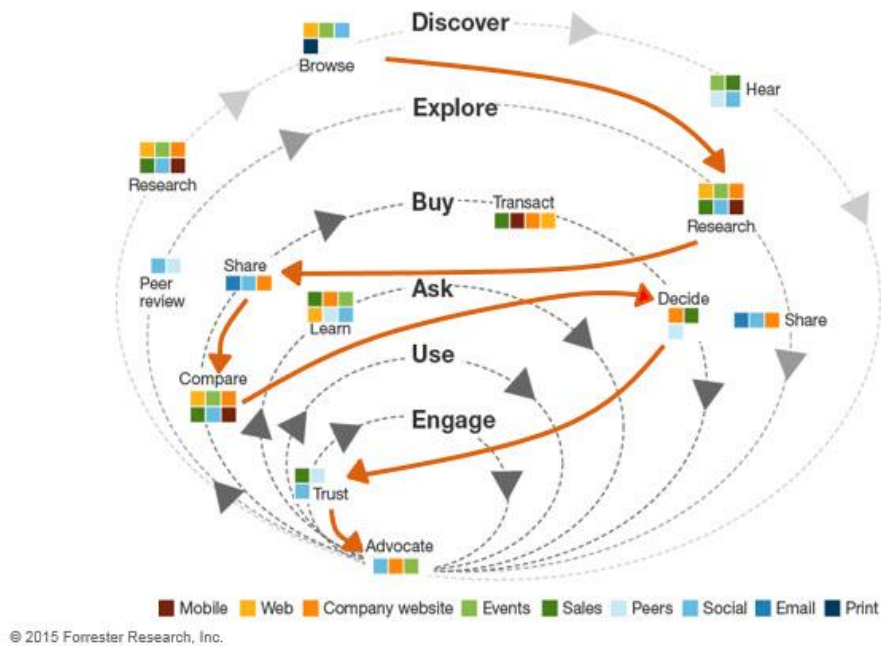 Discover
Browse
Hear
Explore
Research
Research
Buy
Transact
Peer
review
Share
Ask
Decide
Share
Learn
Use
Compare
Engage
Trust
Advocate
Mobile Web Company website Events Sales Peers Social Email Print
© 2015 Forrester Research, Inc.